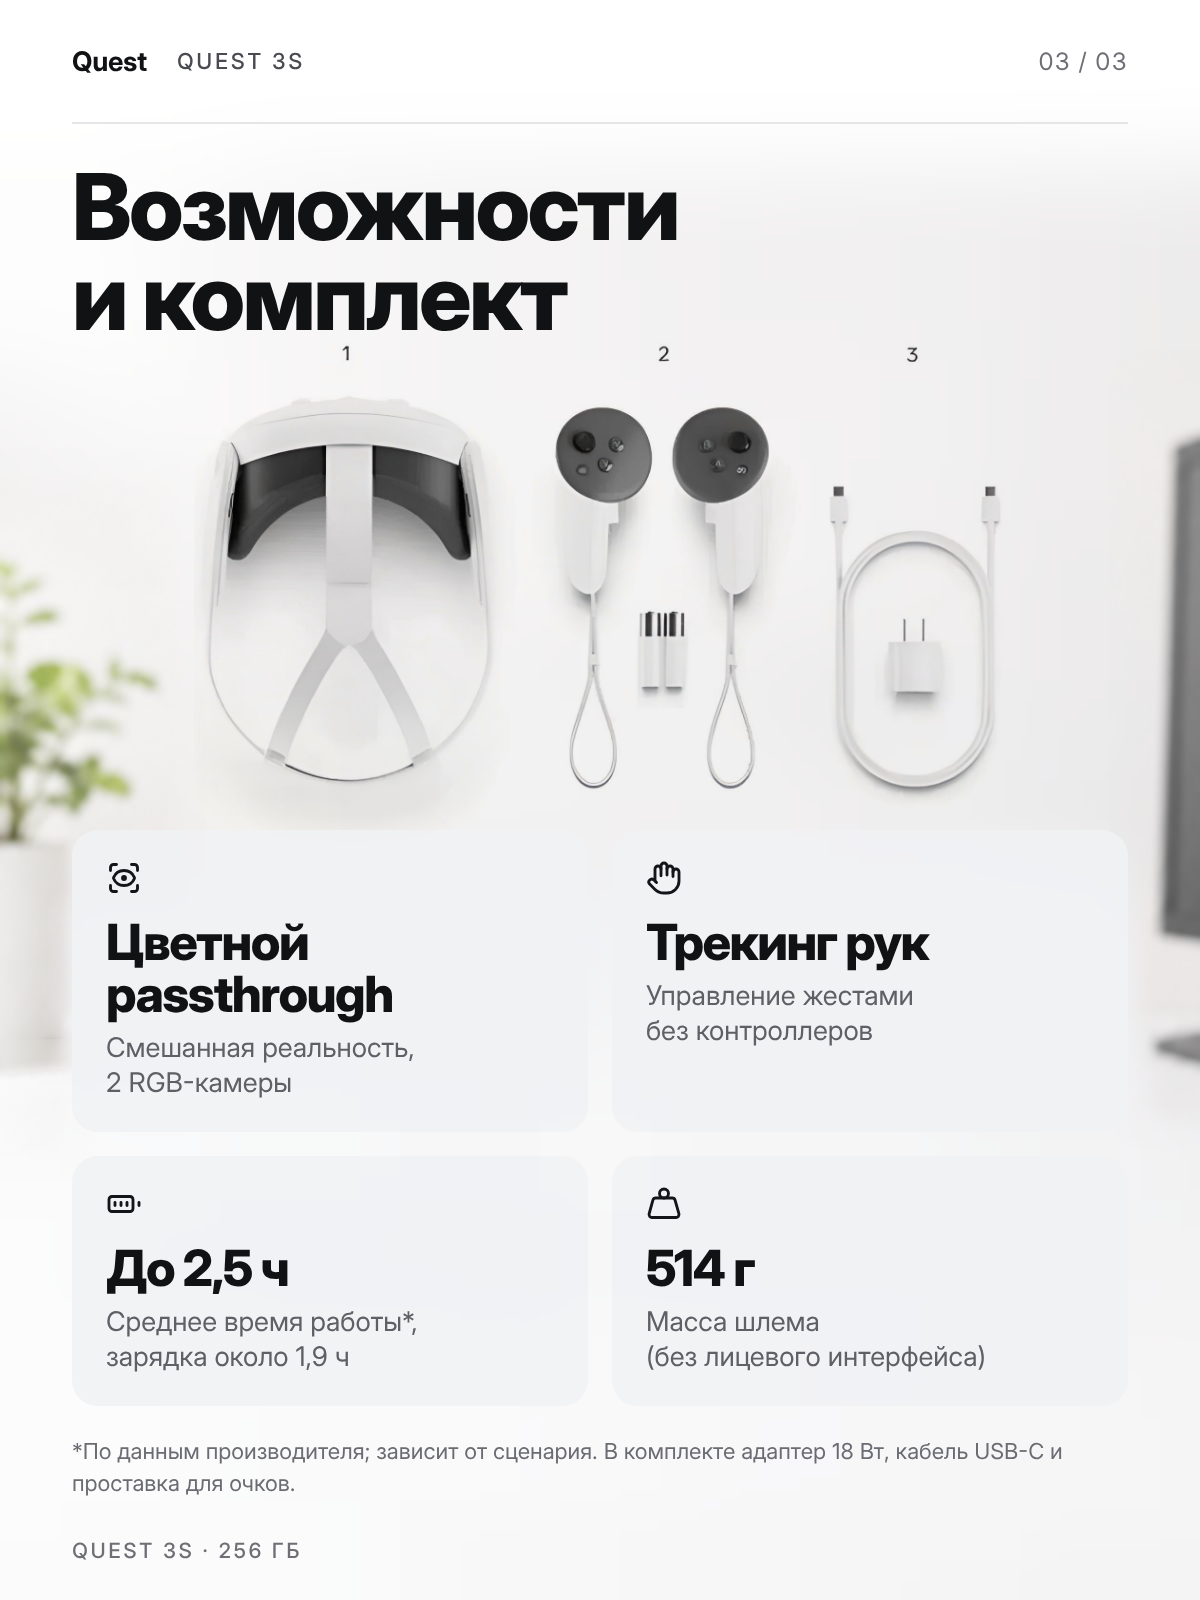 Quest QUEST 3S 03 / 03
Возможности
и комплект
1 2 3
Цветной
passthrough
Смешанная реальность,
2 RGB-камеры
Трекинг рук
Управление жестами
без контроллеров
До 2,5 ч
Среднее время работы*,
зарядка около 1,9 ч
514 г
Масса шлема
(без лицевого интерфейса)
*По данным производителя; зависит от сценария. В комплекте адаптер 18 Вт, кабель USB-C и
проставка для очков.
QUEST 3S · 256 ГБ